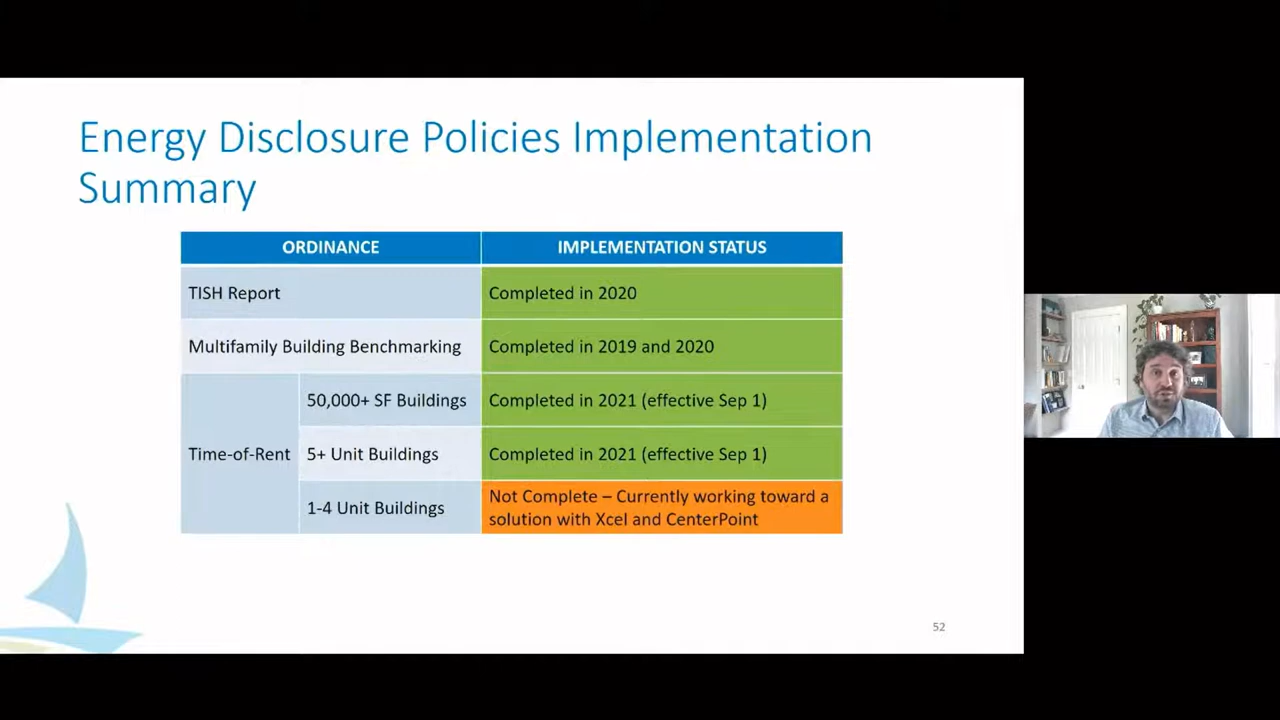 Energy Disclosure Policies Implementation
Summary
ORDINANCE
IMPLEMENTATION STATUS
TISH Report
Completed in 2020
Multifamily Building Benchmarking
Completed in 2019 and 2020
Time-of-Rent
50,000+ SF Buildings
Completed in 2021 (effective Sep 1)
5+ Unit Buildings
Completed in 2021 (effective Sep 1)
1-4 Unit Buildings
Not Complete – Currently working toward a
solution with Xcel and CenterPoint
52